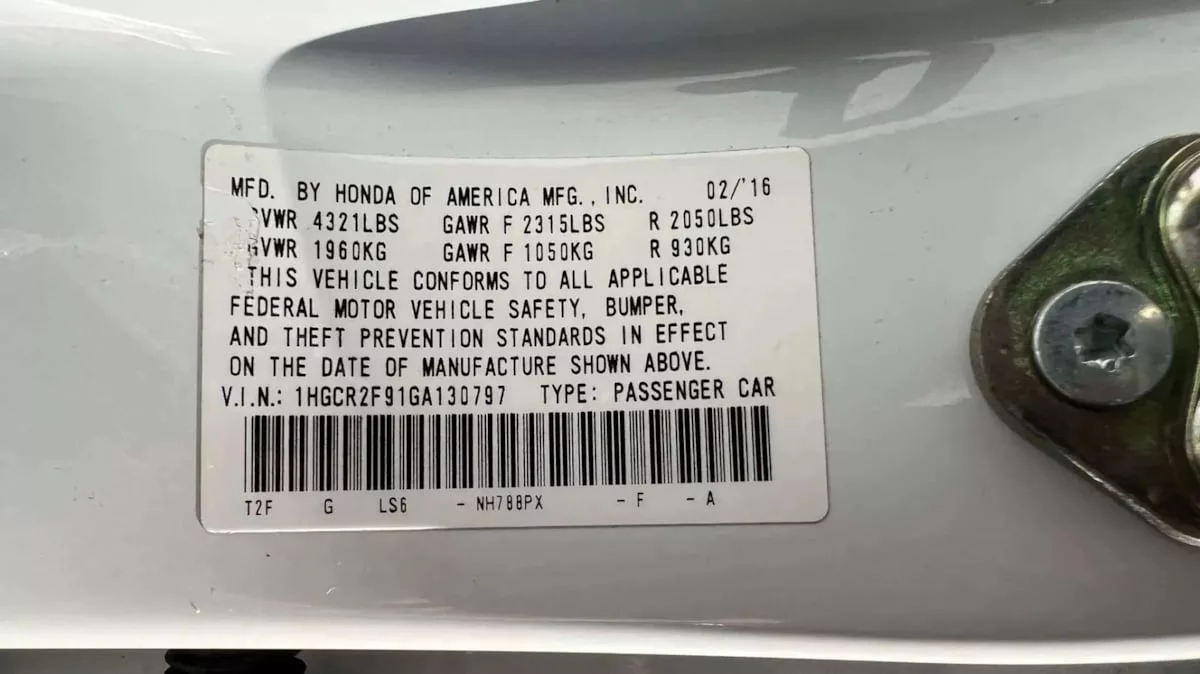 MFD. BY HONDA OF AMERICA MFG., INC. 02/'16
GVWR 4321LBS GAWR F 2315LBS R 2050LBS
GVWR 1960KG GAWR F 1050KG R 930KG
THIS VEHICLE CONFORMS TO ALL APPLICABLE
FEDERAL MOTOR VEHICLE SAFETY, BUMPER,
AND THEFT PREVENTION STANDARDS IN EFFECT
ON THE DATE OF MANUFACTURE SHOWN ABOVE.
V.I.N.: 1HGCR2F91GA130797 TYPE: PASSENGER CAR
T2F G LS6 - NH788PX - F - A